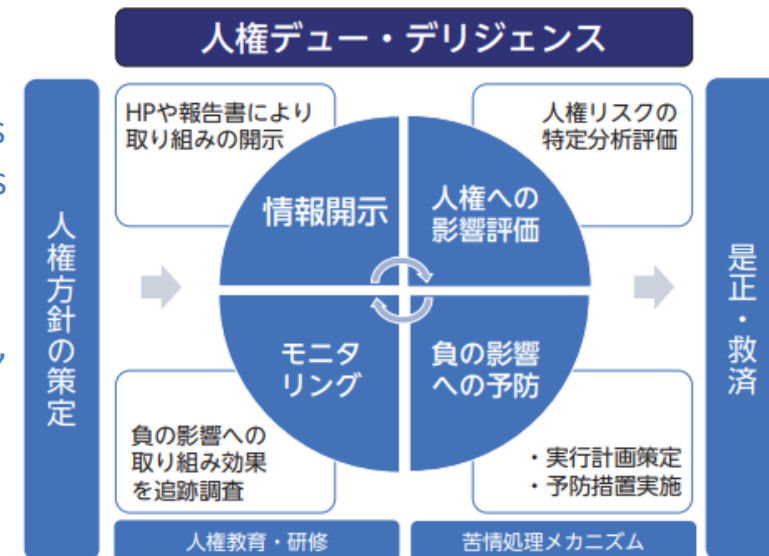 人権デュー・デリジェンス
s
s
人権方針の策定
HPや報告書により
取り組みの開示
人権リスクの
特定分析評価
情報開示
人権への
影響評価
モニタ
リング
負の影響
への予防
負の影響への
取り組み効果
を追跡調査
・実行計画策定
・予防措置実施
是正・救済
人権教育・研修
苦情処理メカニズム